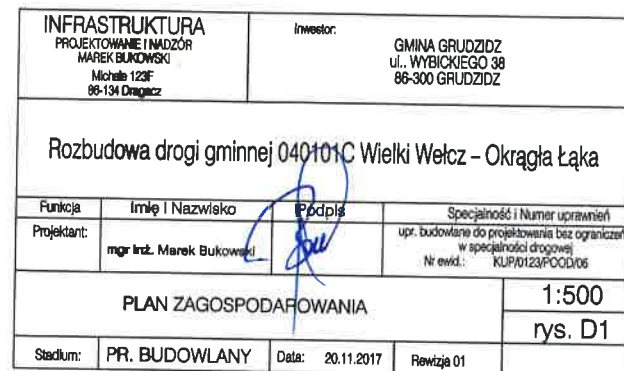 INFRASTRUKTURA
PROJEKTOWANIE I NADZÓR
MAREK BUKOWSKI
Michale 123F
86-134 Dragacz
Inwestor:
GMINA GRUDZIDZ
ul.. WYBICKIEGO 38
86-300 GRUDZIDZ
Rozbudowa drogi gminnej 040101C Wielki Wełcz – Okrągła Łąka
Funkcja Imię I Nazwisko Podpis Specjalność i Numer uprawnień
Projektant: mgr inż. Marek Bukowski
upr. budowlane do projektowania bez ograniczeń
w specjalności drogowej
Nr ewid.: KUP/0123/POOD/06
PLAN ZAGOSPODAROWANIA
1:500
rys. D1
Stadium: PR. BUDOWLANY Data: 20.11.2017 Rewizja 01